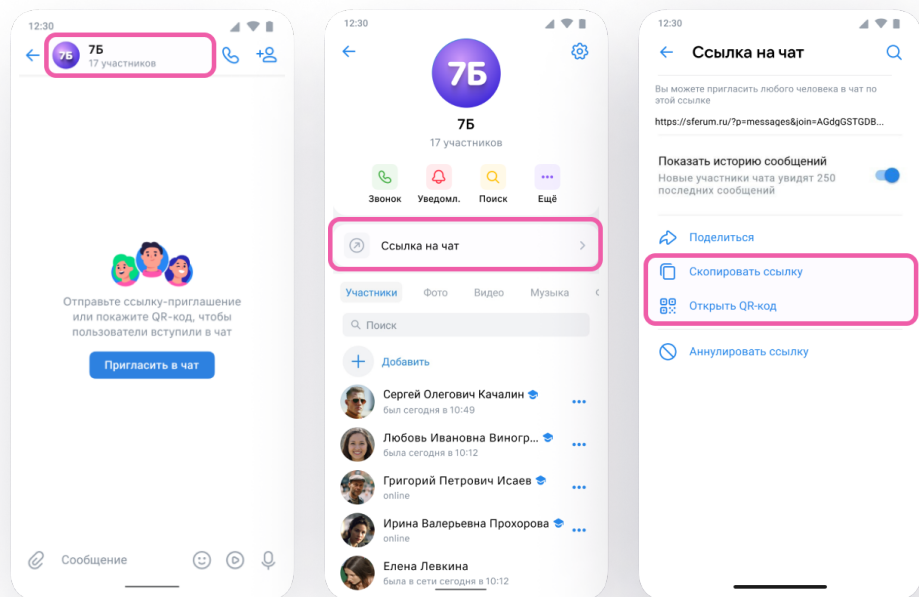 12:30
7Б
7Б
17 участников
Отправьте ссылку-приглашение
или покажите QR-код, чтобы
пользователи вступили в чат
Пригласить в чат
Сообщение
12:30
7Б
7Б
17 участников
Звонок
Уведомл.
Поиск
Ещё
Ссылка на чат
Участники
Фото
Видео
Музыка
Поиск
Добавить
Сергей Олегович Качалин
был сегодня в 10:49
Любовь Ивановна Виногр...
была сегодня в 10:12
Григорий Петрович Исаев
online
Ирина Валерьевна Прохорова
online
Елена Левкина
была в сети сегодня в 10:12
12:30
Ссылка на чат
Вы можете пригласить любого человека в чат по
этой ссылке
https://sferum.ru/?p=messages&join=AGdgGSTGDB...
Показать историю сообщений
Новые участники чата увидят 250
последних сообщений
Поделиться
Скопировать ссылку
Открыть QR-код
Аннулировать ссылку